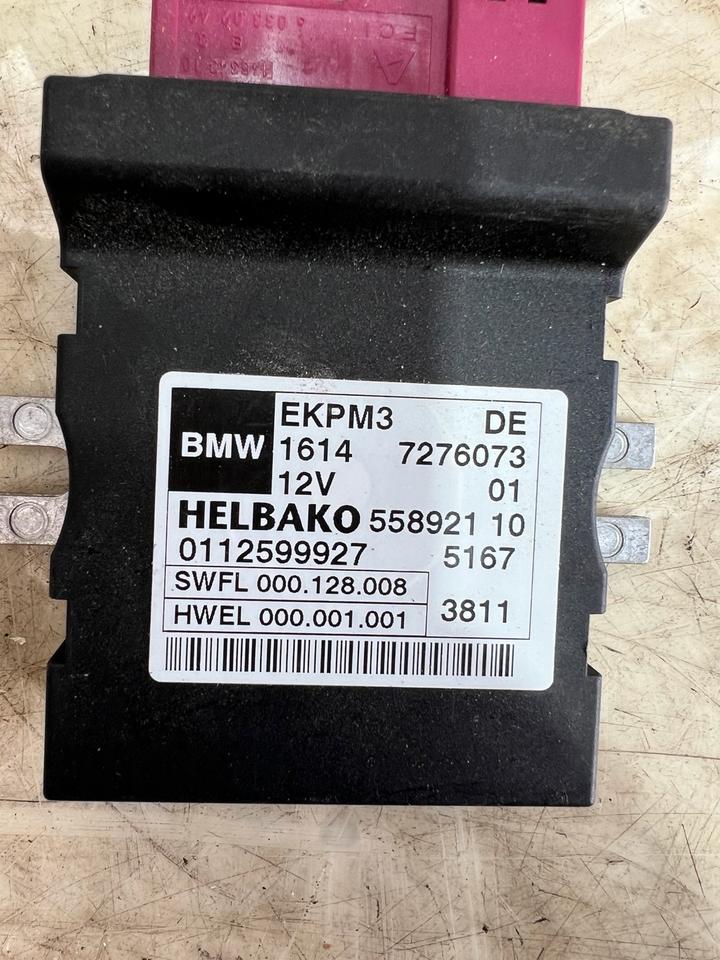 FCI
EKPM3 DE
BMW 1614 7276073
12V 01
HELBAKO 558921 10
0112599927 5167
SWFL 000.128.008
HWEL 000.001.001 3811